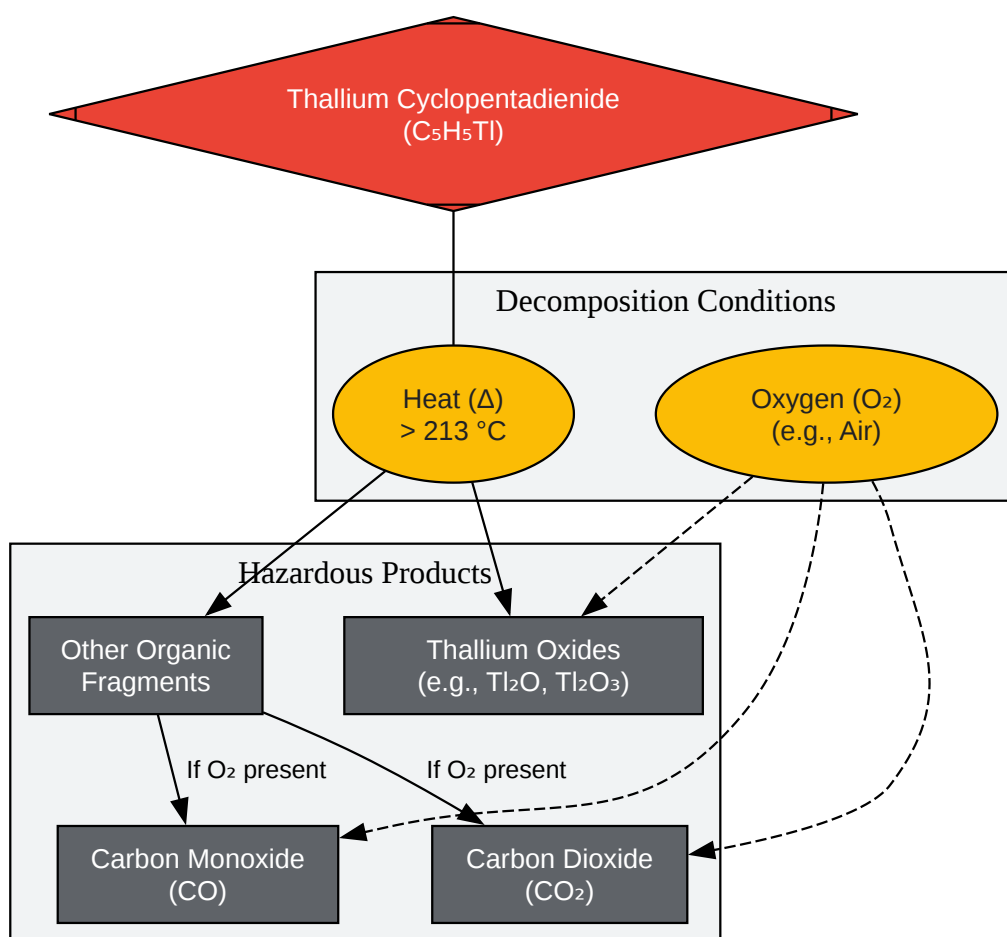 Thallium Cyclopentadienide
(C₅H₅Tl)
Decomposition Conditions
Heat (Δ)
> 213 °C
Oxygen (O₂)
(e.g., Air)
Hazardous Products
Other Organic
Fragments
Thallium Oxides
(e.g., Tl₂O, Tl₂O₃)
If O₂ present
If O₂ present
Carbon Monoxide
(CO)
Carbon Dioxide
(CO₂)